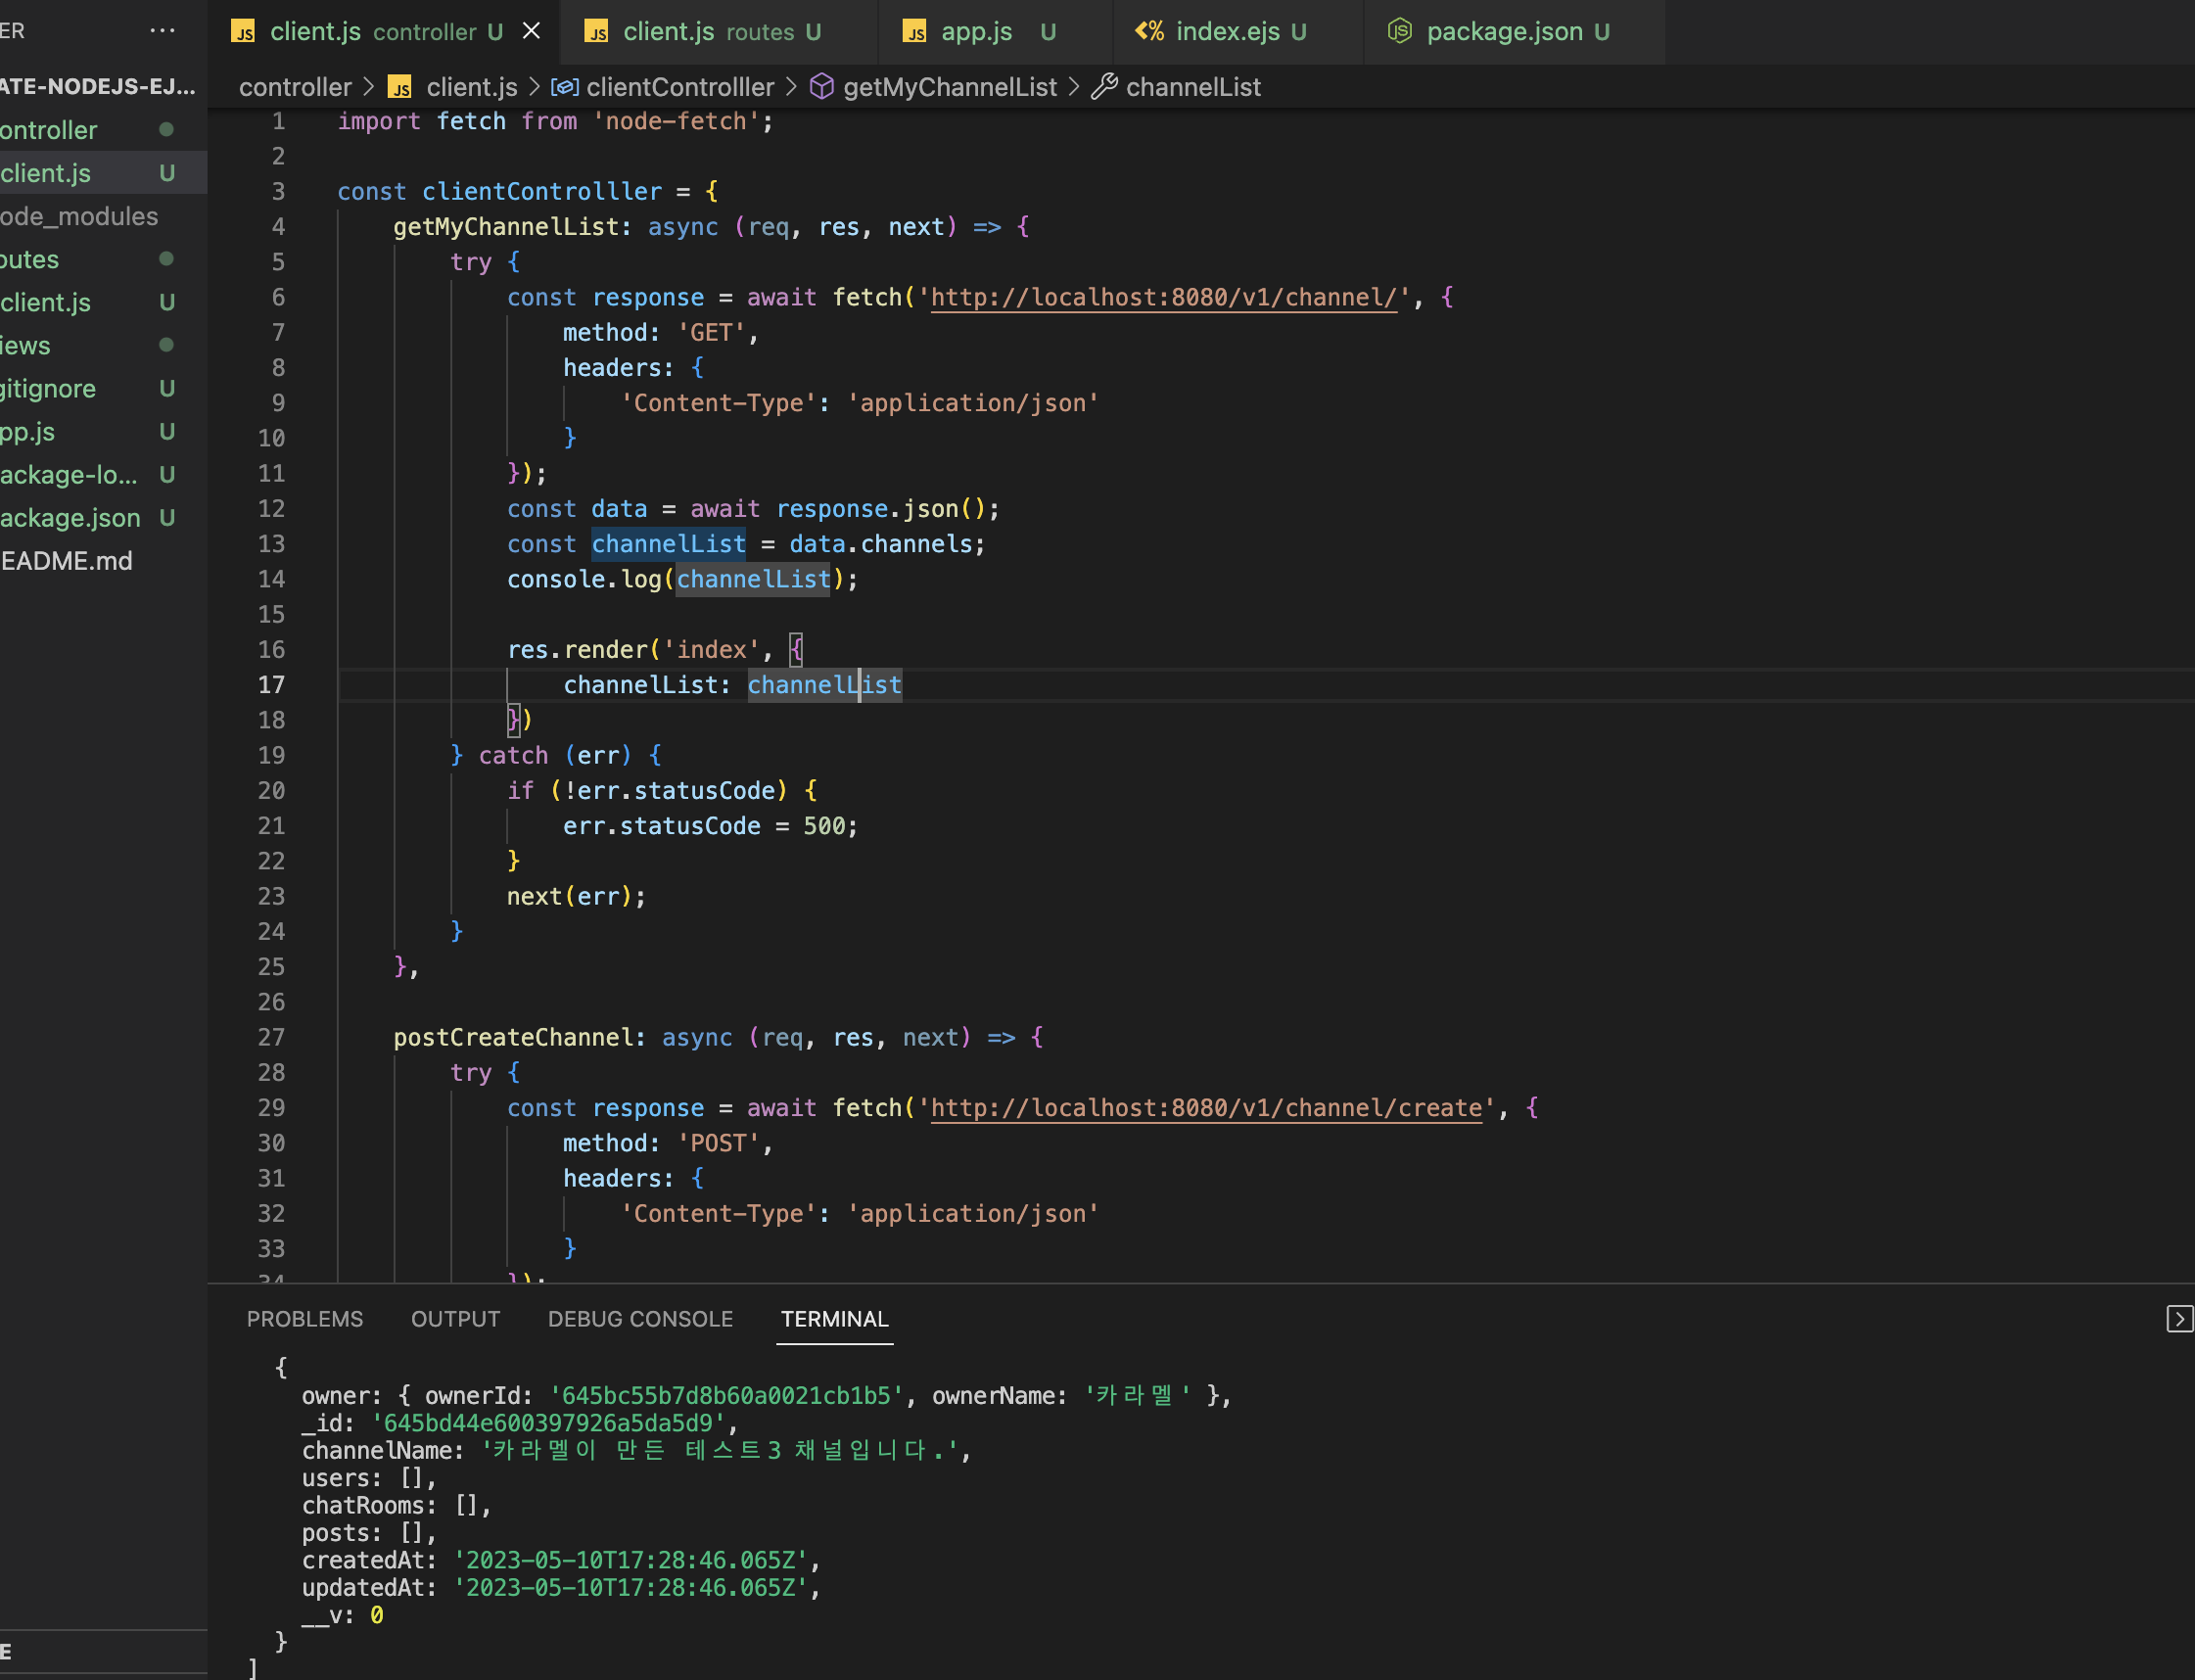 ER ...
JS client.js controller U
JS client.js routes U
JS app.js U
<% index.ejs U
JS package.json U
ATE-NODEJS-EJ...
controller > JS client.js > clientControlller > getMyChannelList > channelList
ontroller
client.js U
ode_modules
outes
client.js U
iews
gitignore U
pp.js U
ackage-lo... U
ackage.json U
EADME.md
E
1 import fetch from 'node-fetch';
2
3 const clientControlller = {
4 getMyChannelList: async (req, res, next) => {
5 try {
6 const response = await fetch('http://localhost:8080/v1/channel/', {
7 method: 'GET',
8 headers: {
9 'Content-Type': 'application/json'
10 }
11 });
12 const data = await response.json();
13 const channelList = data.channels;
14 console.log(channelList);
15
16 res.render('index', {
17 channelList: channelList
18 })
19 } catch (err) {
20 if (!err.statusCode) {
21 err.statusCode = 500;
22 }
23 next(err);
24 }
25 },
26
27 postCreateChannel: async (req, res, next) => {
28 try {
29 const response = await fetch('http://localhost:8080/v1/channel/create', {
30 method: 'POST',
31 headers: {
32 'Content-Type': 'application/json'
33 }
34 });
PROBLEMS OUTPUT DEBUG CONSOLE TERMINAL
{
owner: { ownerId: '645bc55b7d8b60a0021cb1b5', ownerName: '카라멜' },
_id: '645bd44e600397926a5da5d9',
channelName: '카라멜이 만든 테스트3 채널입니다.',
users: [],
chatRooms: [],
posts: [],
createdAt: '2023-05-10T17:28:46.065Z',
updatedAt: '2023-05-10T17:28:46.065Z',
__v: 0
}
]